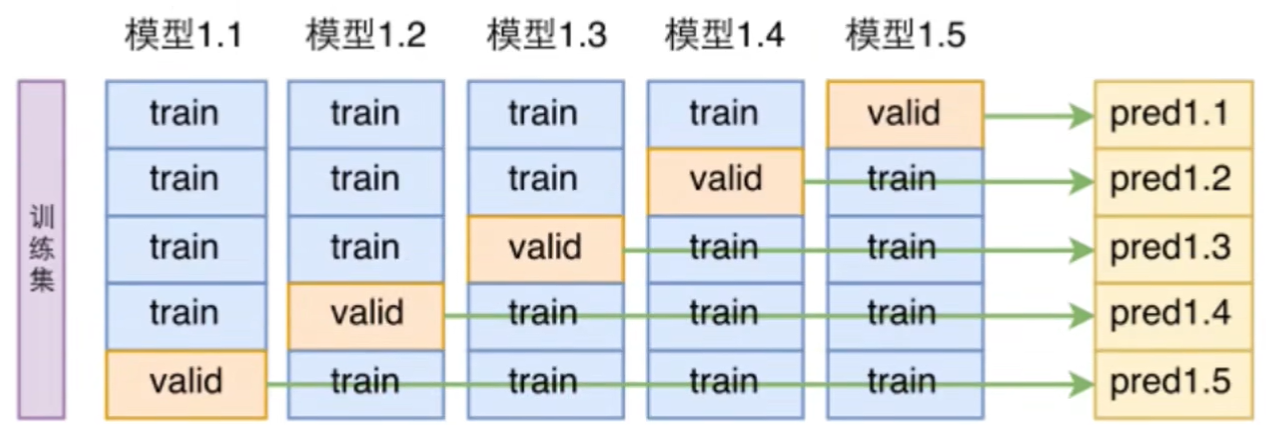 模型1.1 模型1.2 模型1.3 模型1.4 模型1.5
训练集
train train train train valid pred1.1
train train train valid train pred1.2
train train valid train train pred1.3
train valid train train train pred1.4
valid train train train train pred1.5